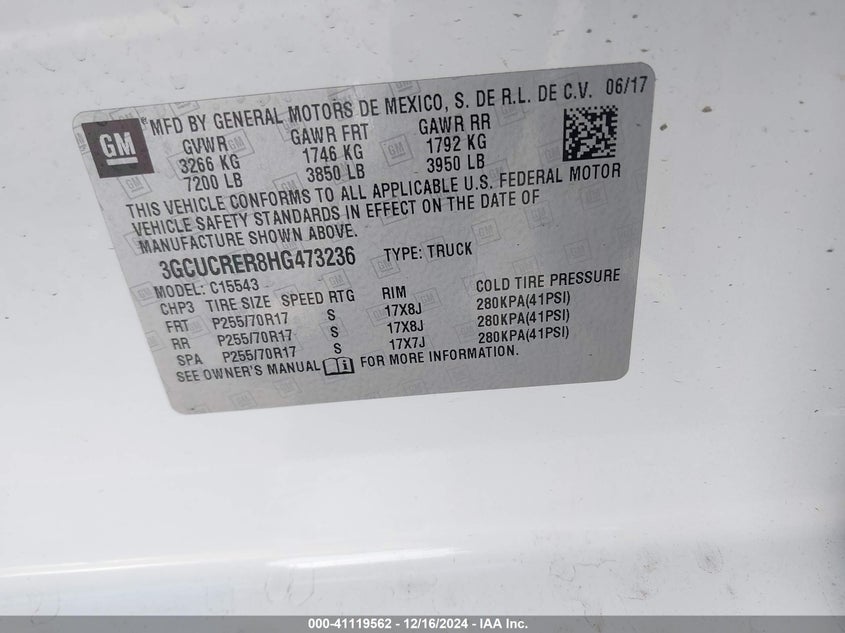 GM ® MFD BY GENERAL MOTORS DE MEXICO, S. DE R.L. DE C.V. 06/17
GVWR GAWR FRT GAWR RR
3266 KG 1746 KG 1792 KG
7200 LB 3850 LB 3950 LB
THIS VEHICLE CONFORMS TO ALL APPLICABLE U.S. FEDERAL MOTOR
VEHICLE SAFETY STANDARDS IN EFFECT ON THE DATE OF
MANUFACTURE SHOWN ABOVE.
3GCUCRER8HG473236 TYPE: TRUCK
MODEL: C15543
CHP3 TIRE SIZE SPEED RTG RIM COLD TIRE PRESSURE
FRT P255/70R17 S 17X8J 280KPA(41PSI)
RR P255/70R17 S 17X8J 280KPA(41PSI)
SPA P255/70R17 S 17X7J 280KPA(41PSI)
SEE OWNER'S MANUAL FOR MORE INFORMATION.
000-41119562 - 12/16/2024 - IAA Inc.